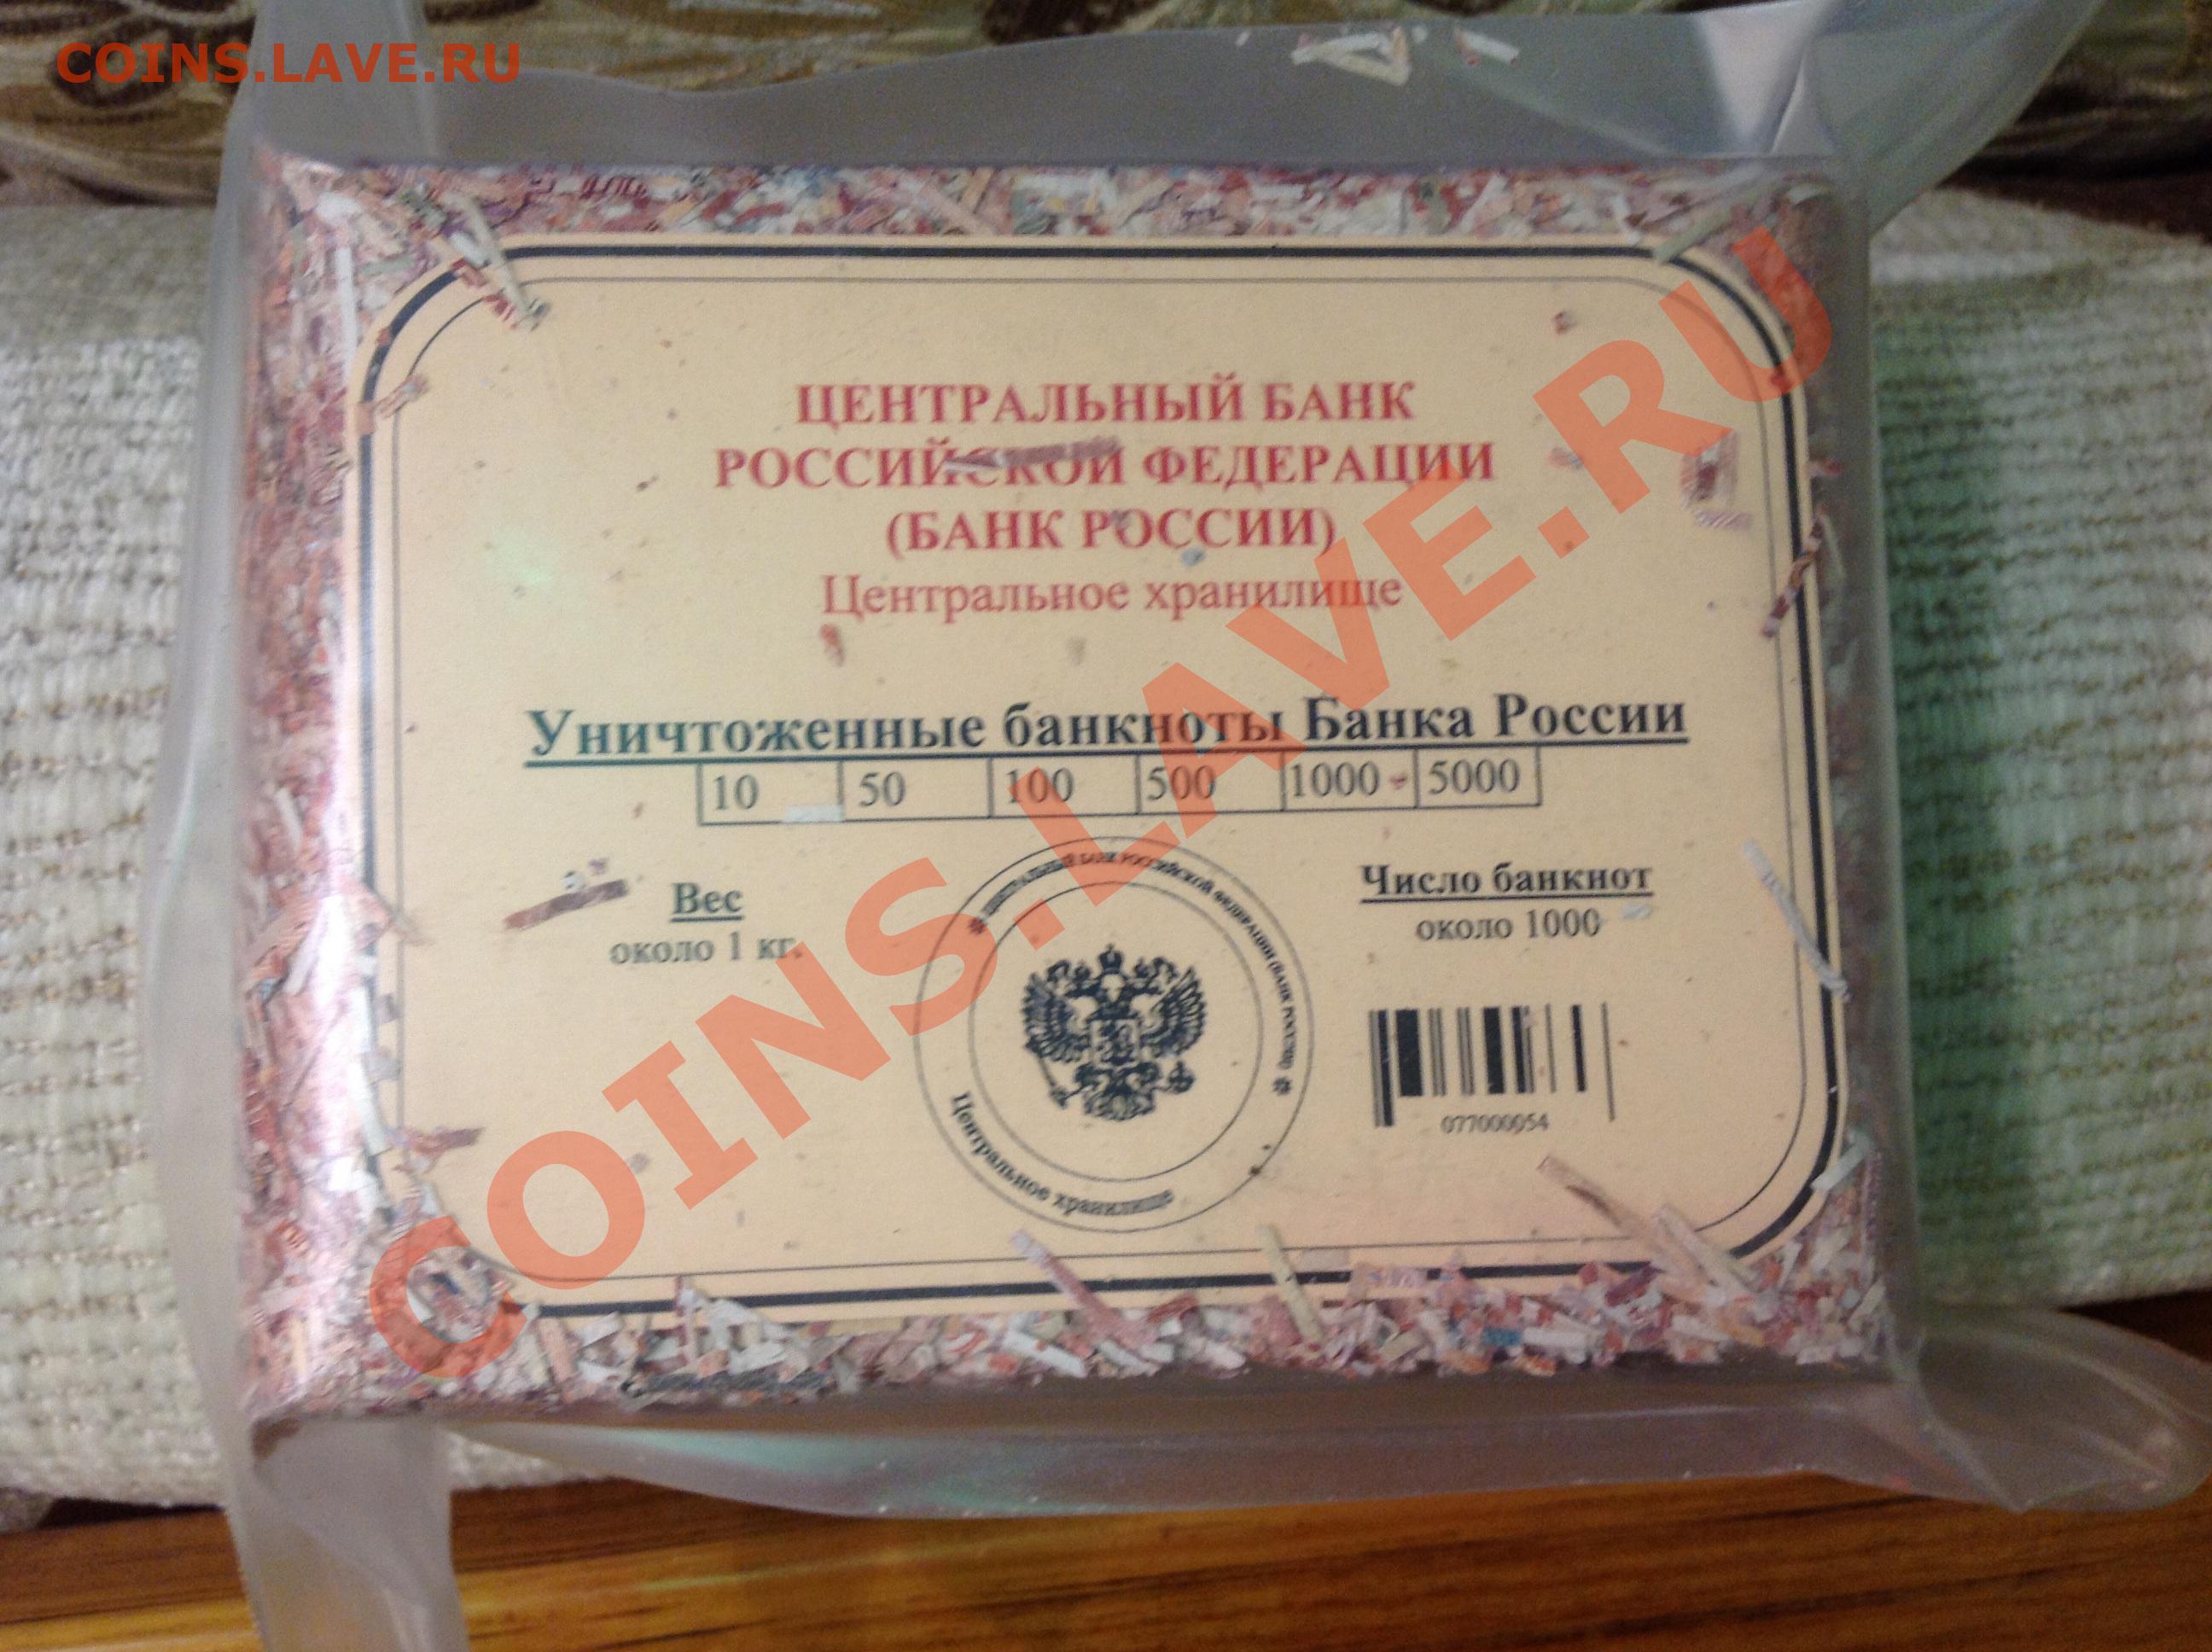 COINS.LAVE.RU
ЦЕНТРАЛЬНЫЙ БАНК
РОССИЙСКОЙ ФЕДЕРАЦИИ
(БАНК РОССИИ)
Центральное хранилище
Уничтоженные банкноты Банка России
10 50 100 500 1000 5000
Вес
около 1 кг.
Число банкнот
около 1000
ЦЕНТРАЛЬНЫЙ БАНК РОССИЙСКОЙ ФЕДЕРАЦИИ (БАНК РОССИИ)
Центральное хранилище
077000054
COINS.LAVE.RU